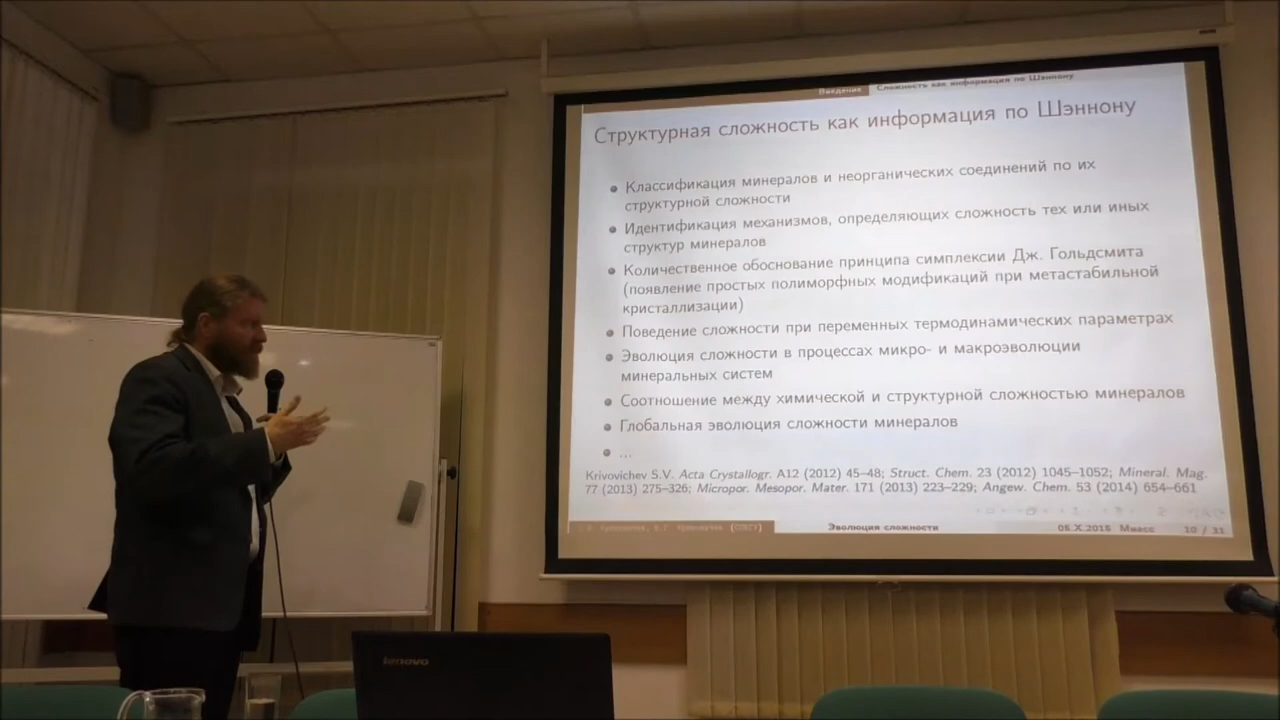 Введение Сложность как информация по Шэннону
Структурная сложность как информация по Шэннону
Классификация минералов и неорганических соединений по их
структурной сложности
Идентификация механизмов, определяющих сложность тех или иных
структур минералов
Количественное обоснование принципа симплексии Дж. Гольдсмита
(появление простых полиморфных модификаций при метастабильной
кристаллизации)
Поведение сложности при переменных термодинамических параметрах
Эволюция сложности в процессах микро- и макроэволюции
минеральных систем
Соотношение между химической и структурной сложностью минералов
Глобальная эволюция сложности минералов
...
Krivovichev S.V. Acta Crystallogr. A12 (2012) 45–48; Struct. Chem. 23 (2012) 1045–1052; Mineral. Mag.
77 (2013) 275–326; Micropor. Mesopor. Mater. 171 (2013) 223–229; Angew. Chem. 53 (2014) 654–661
(СПбГУ) Эволюция сложности 05.X.2015 Миасс 10 / 31
lenovo